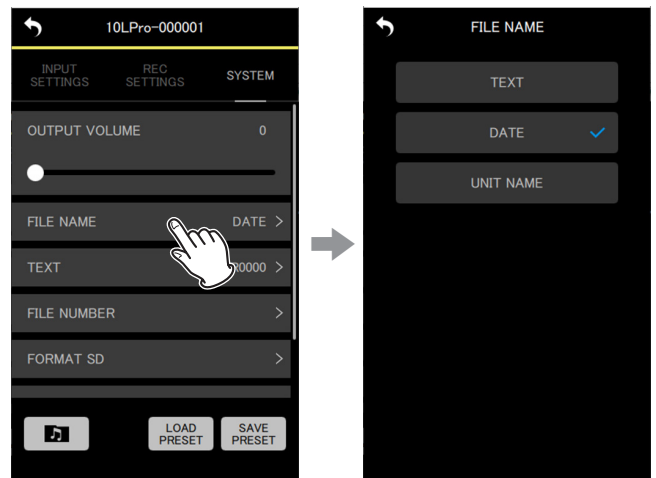 10LPro-000001
INPUT
SETTINGS
REC
SETTINGS
SYSTEM
OUTPUT VOLUME 0
FILE NAME DATE >
TEXT 0000 >
FILE NUMBER >
FORMAT SD >
LOAD
PRESET
SAVE
PRESET
FILE NAME
TEXT
DATE
UNIT NAME